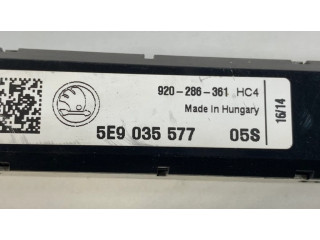 920-286-361 HC4
Made in Hungary
5E9 035 577 05S
16/14